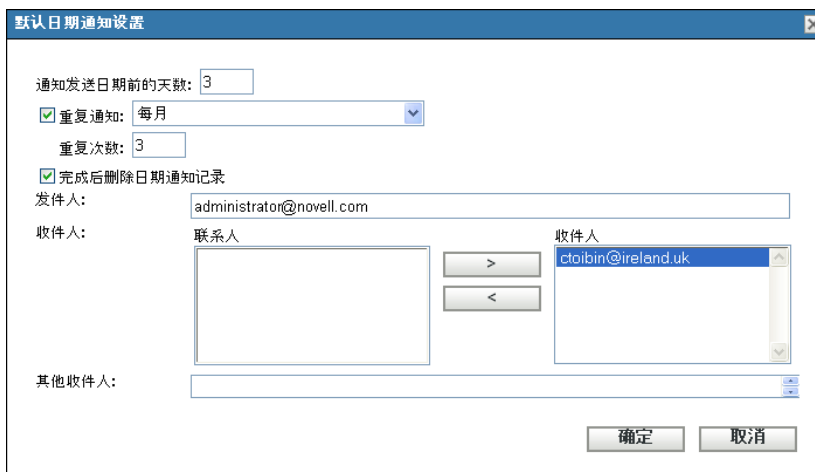 默认日期通知设置
通知发送日期前的天数: 3
重复通知: 每月
重复次数: 3
完成后删除日期通知记录
发件人: administrator@novell.com
收件人: 联系人 收件人
> ctoibin@ireland.uk
<
其他收件人:
确定 取消